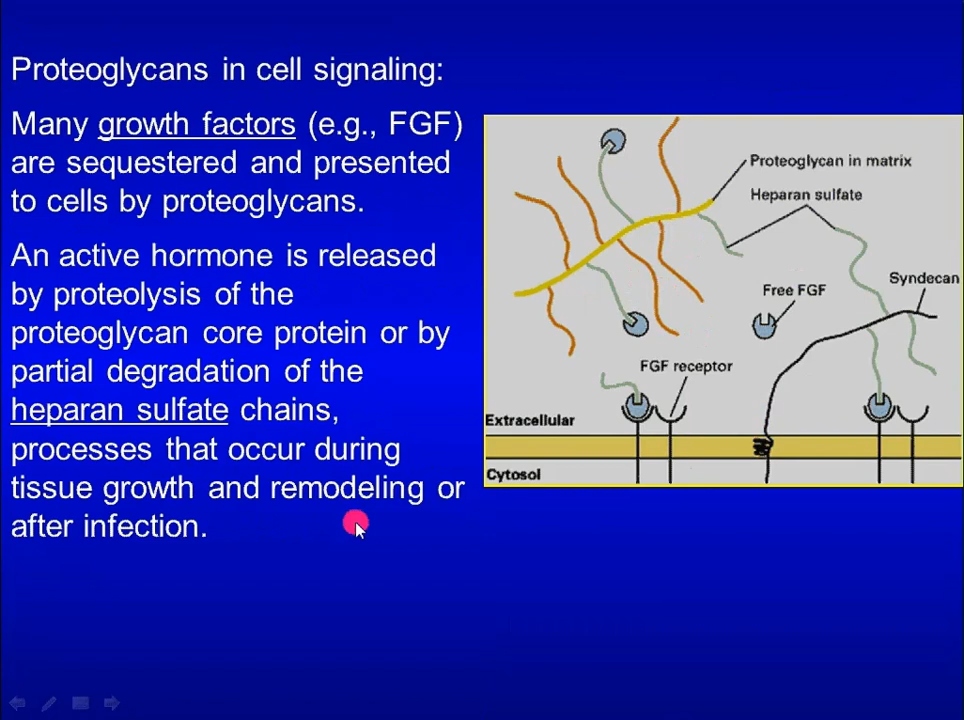 Proteoglycans in cell signaling:
Many growth factors (e.g., FGF)
are sequestered and presented
to cells by proteoglycans.
An active hormone is released
by proteolysis of the
proteoglycan core protein or by
partial degradation of the
heparan sulfate chains,
processes that occur during
tissue growth and remodeling or
after infection.
Proteoglycan in matrix
Heparan sulfate
Syndecan
Free FGF
FGF receptor
Extracellular
Cytosol